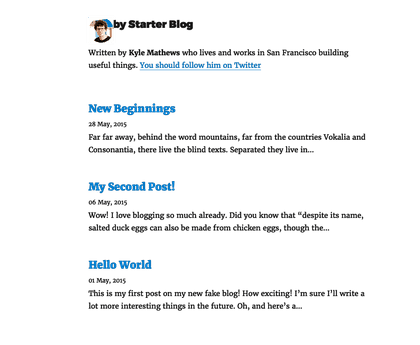 by Starter Blog
Written by Kyle Mathews who lives and works in San Francisco building
useful things. You should follow him on Twitter
New Beginnings
28 May, 2015
Far far away, behind the word mountains, far from the countries Vokalia and
Consonantia, there live the blind texts. Separated they live in…
My Second Post!
06 May, 2015
Wow! I love blogging so much already. Did you know that “despite its name,
salted duck eggs can also be made from chicken eggs, though the…
Hello World
01 May, 2015
This is my first post on my new fake blog! How exciting! I’m sure I’ll write a
lot more interesting things in the future. Oh, and here’s a…